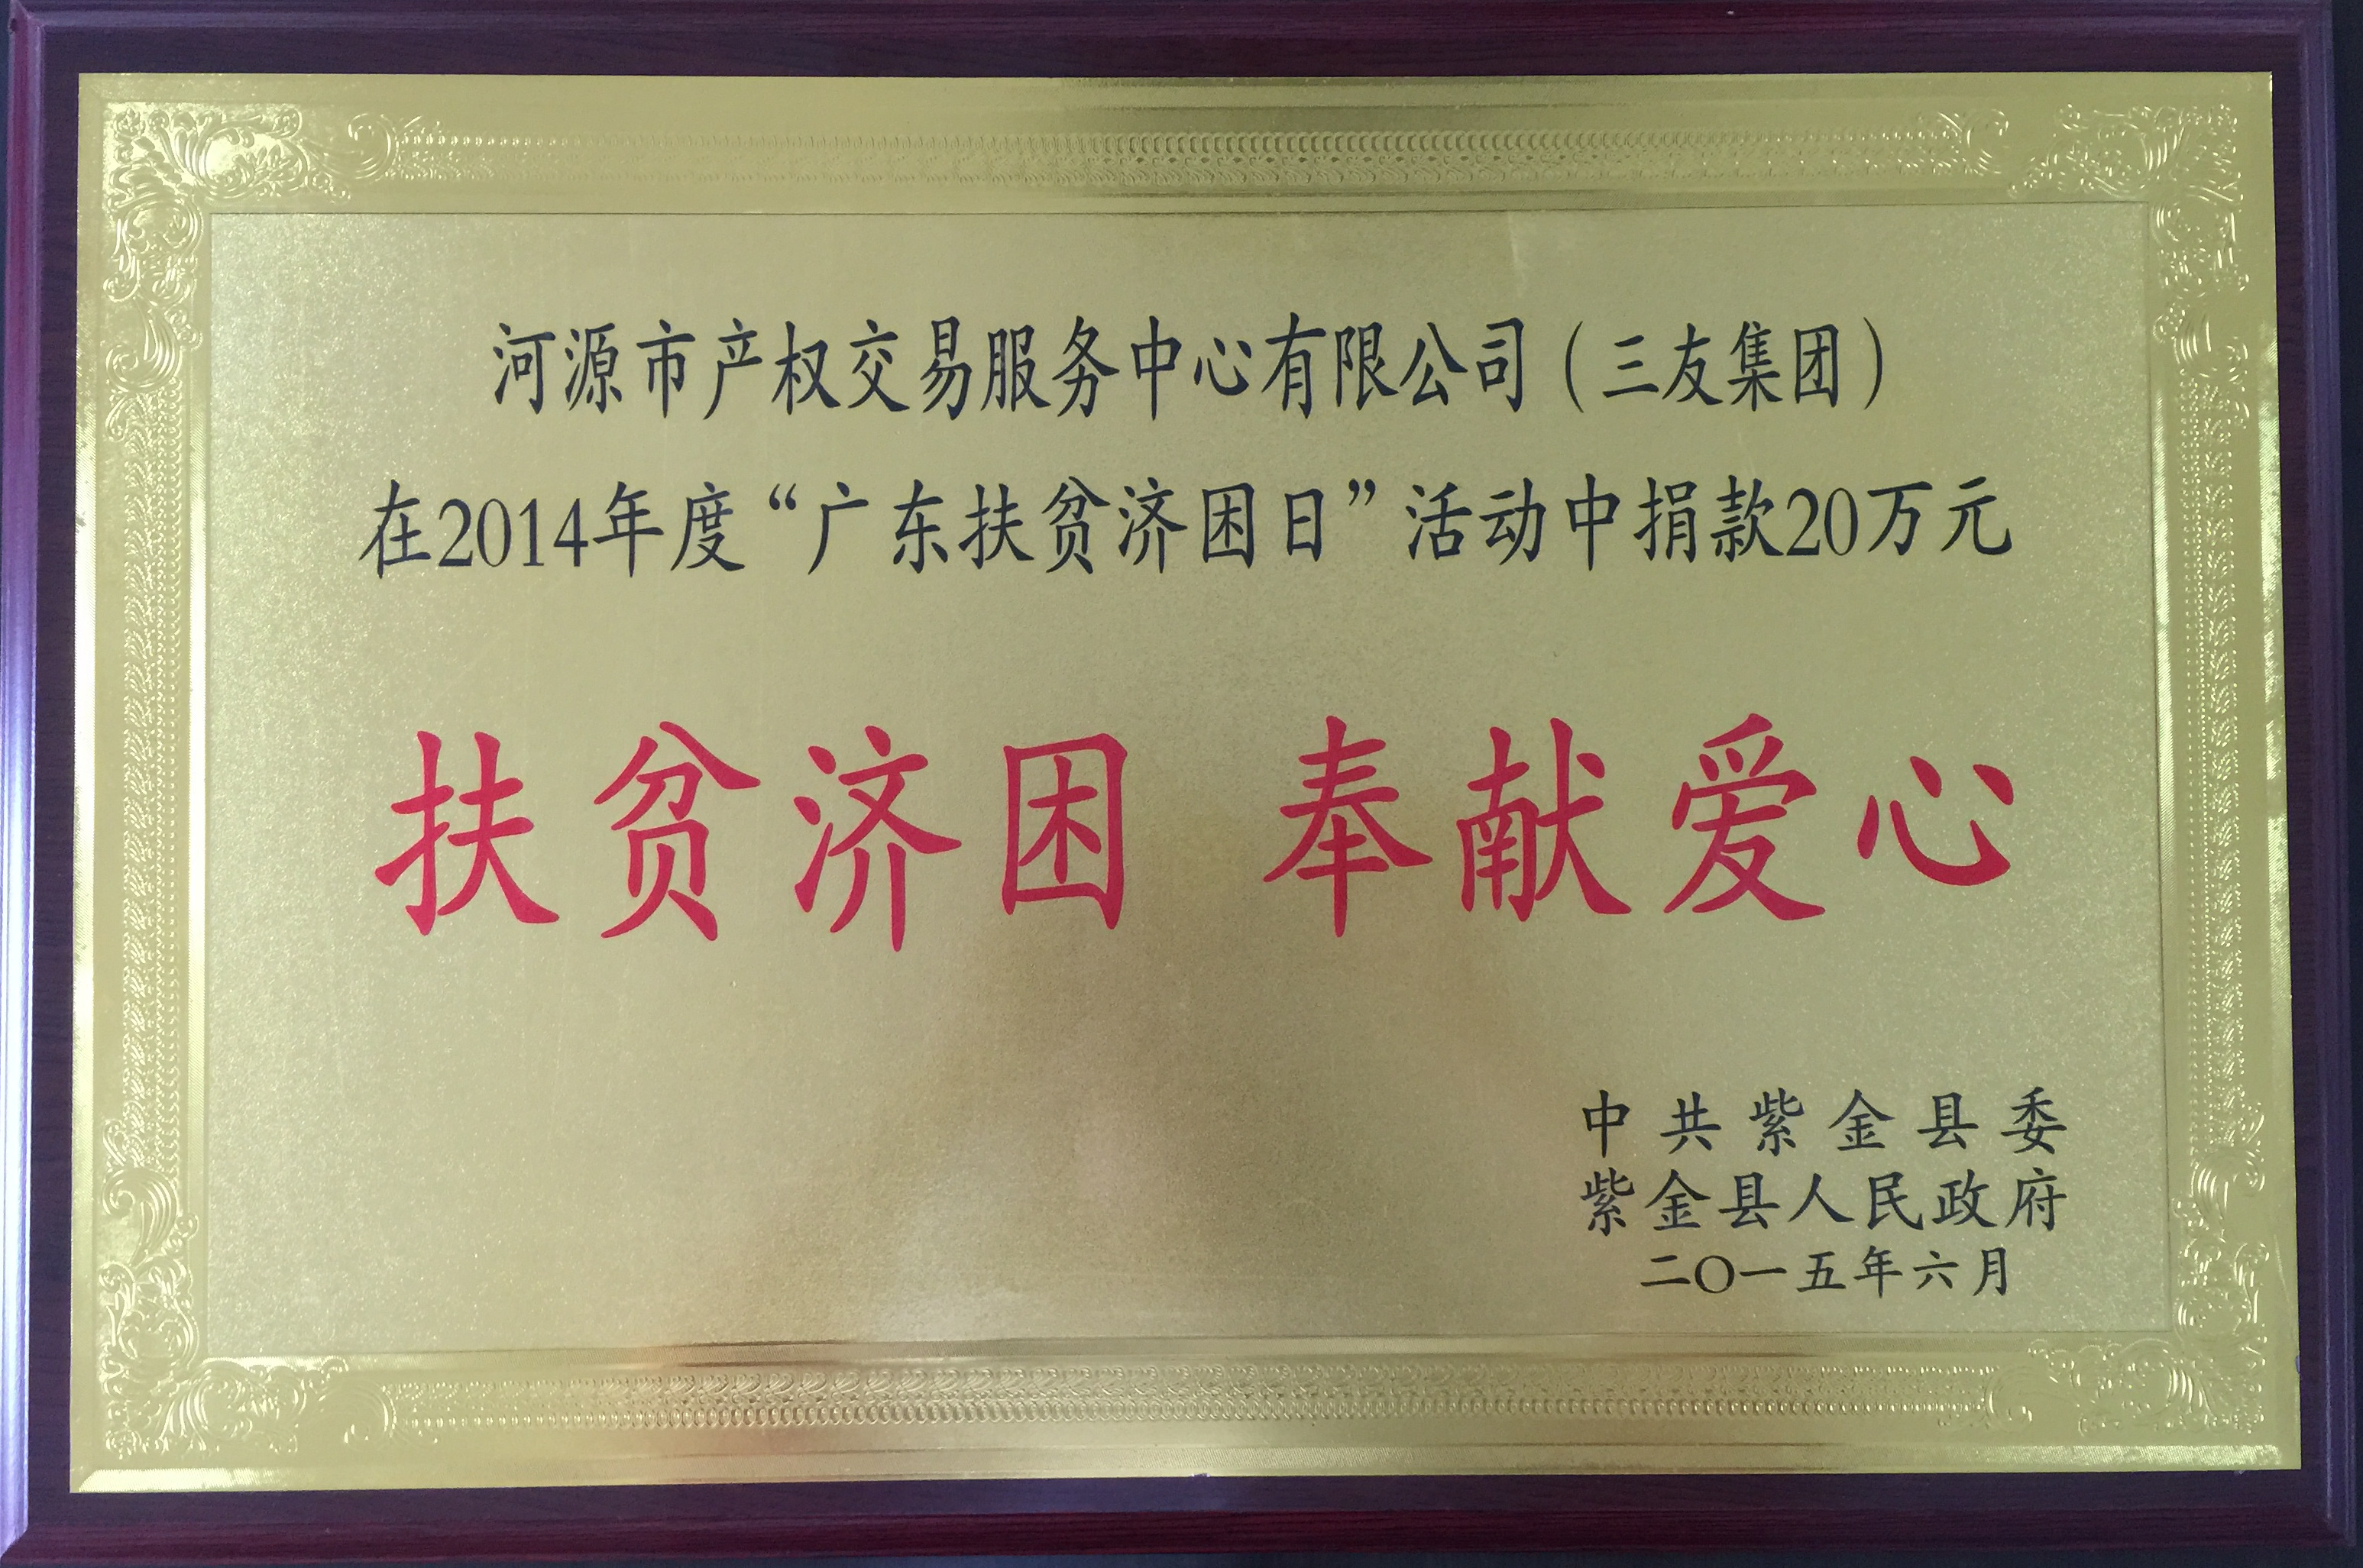 河源市产权交易服务中心有限公司（三友集团）
在2014年度“广东扶贫济困日”活动中捐款20万元
扶贫济困 奉献爱心
中共紫金县委
紫金县人民政府
二〇一五年六月